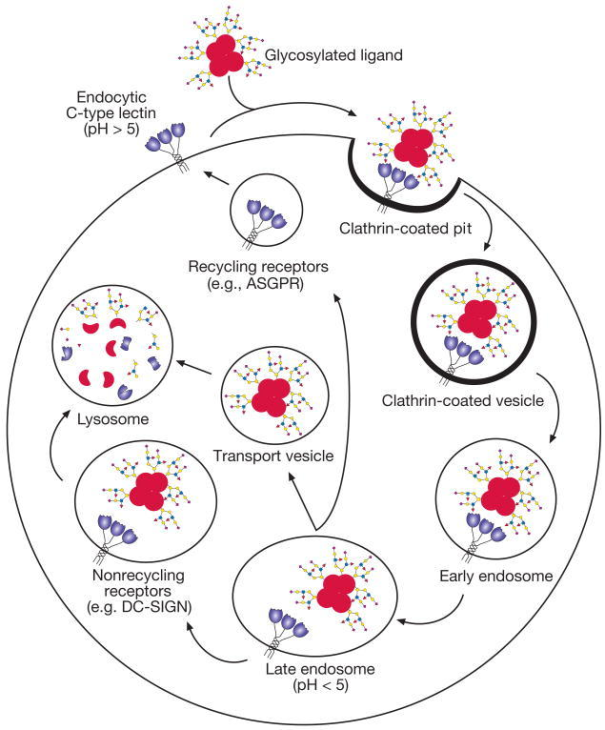 Glycosylated ligand
Endocytic
C-type lectin
(pH > 5)
Clathrin-coated pit
Recycling receptors
(e.g., ASGPR)
Clathrin-coated vesicle
Lysosome
Transport vesicle
Early endosome
Nonrecycling
receptors
(e.g. DC-SIGN)
Late endosome
(pH < 5)